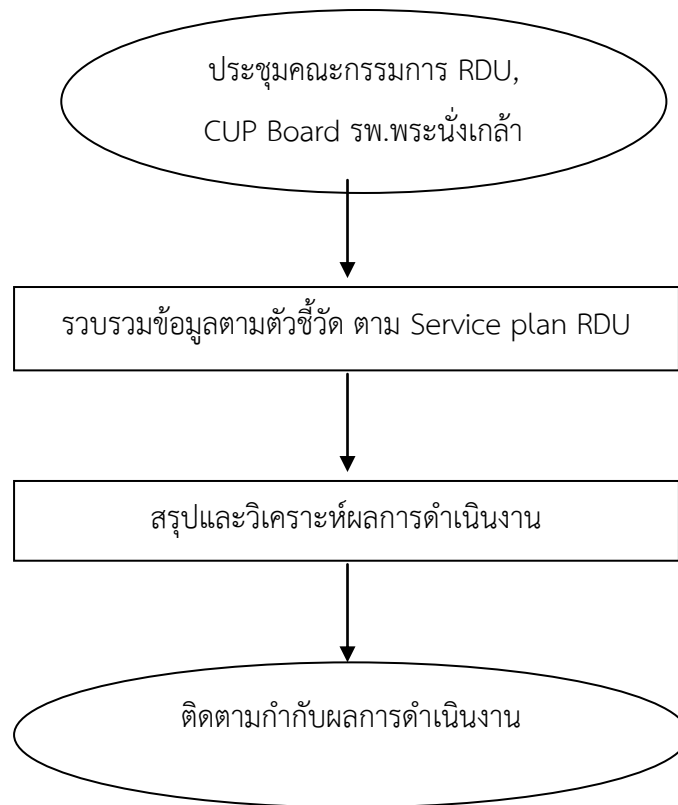 ประชุมคณะกรรมการ RDU,
CUP Board รพ.พระนั่งเกล้า
รวบรวมข้อมูลตามตัวชี้วัด ตาม Service plan RDU
สรุปและวิเคราะห์ผลการดำเนินงาน
ติดตามกำกับผลการดำเนินงาน